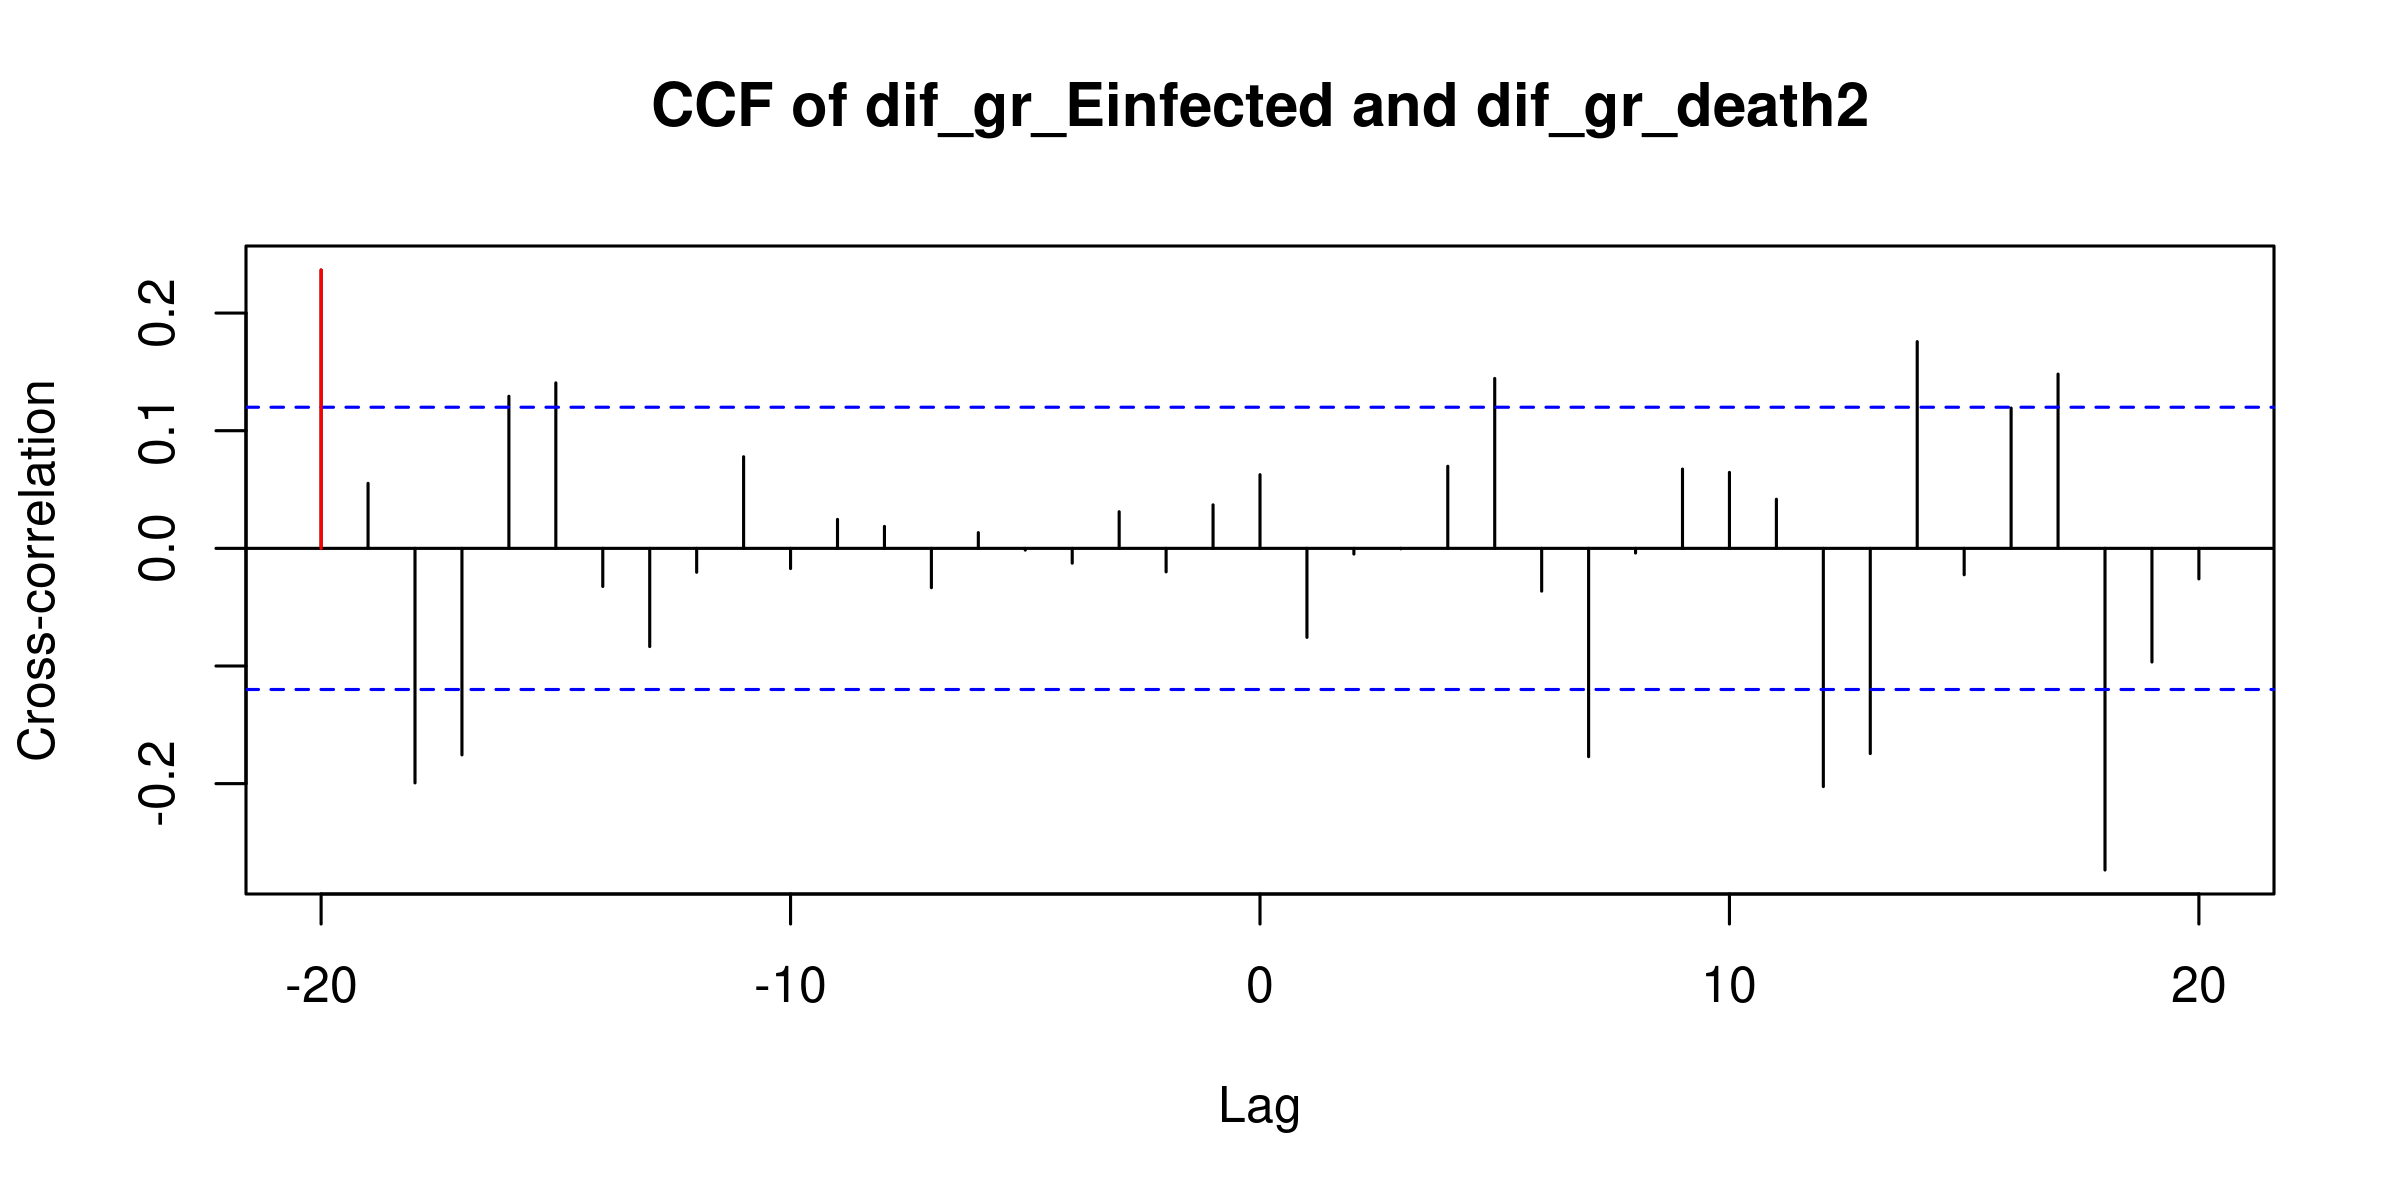 CCF of dif_gr_Einfected and dif_gr_death2
Cross-correlation
0.2
0.1
0.0
-0.2
-20 -10 0 10 20
Lag